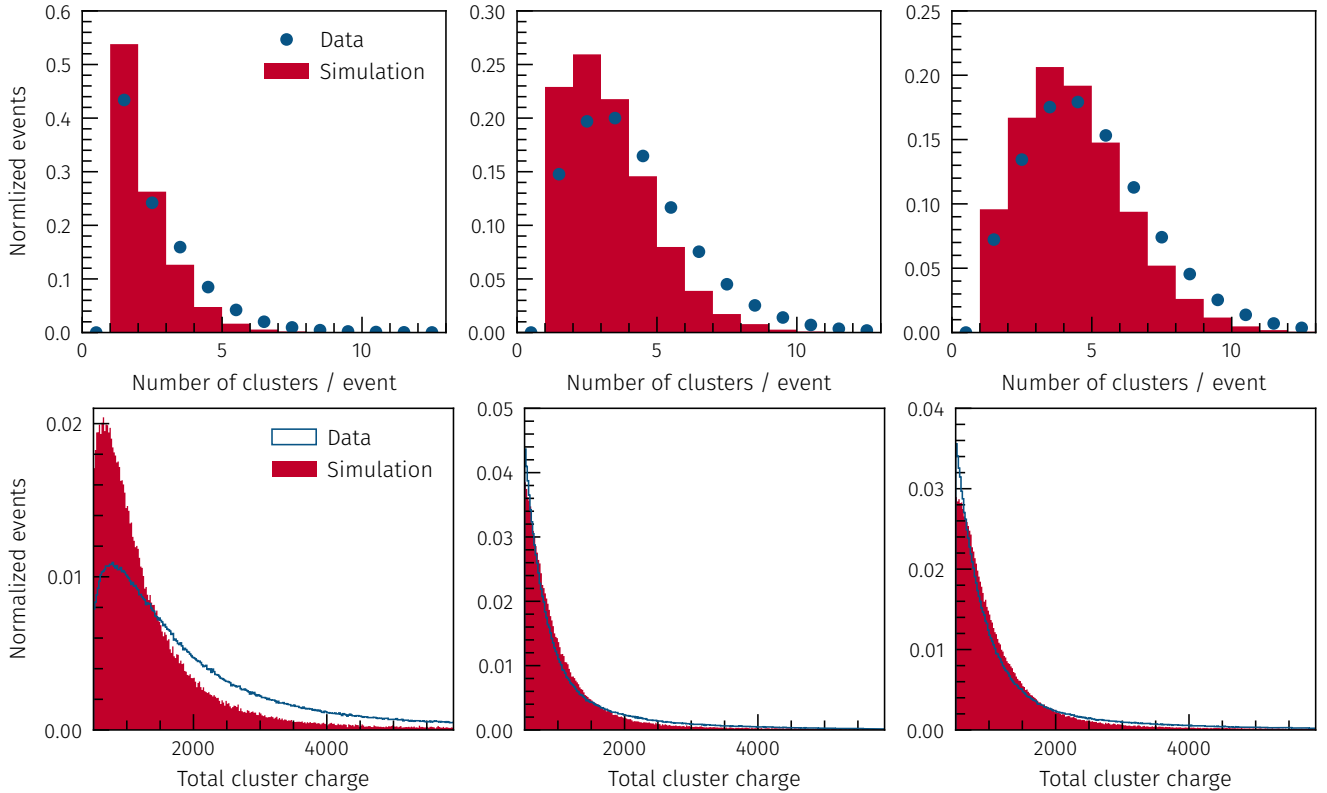 0.6
0.5
0.4
0.3
0.2
0.1
0.0
Normlized events
Data
Simulation
0 5 10
Number of clusters / event
0.30
0.25
0.20
0.15
0.10
0.05
0.00
0 5 10
Number of clusters / event
0.25
0.20
0.15
0.10
0.05
0.00
0 5 10
Number of clusters / event
0.02
0.01
0.00
Normalized events
Data
Simulation
2000 4000
Total cluster charge
0.05
0.04
0.03
0.02
0.01
0.00
2000 4000
Total cluster charge
0.04
0.03
0.02
0.01
0.00
2000 4000
Total cluster charge